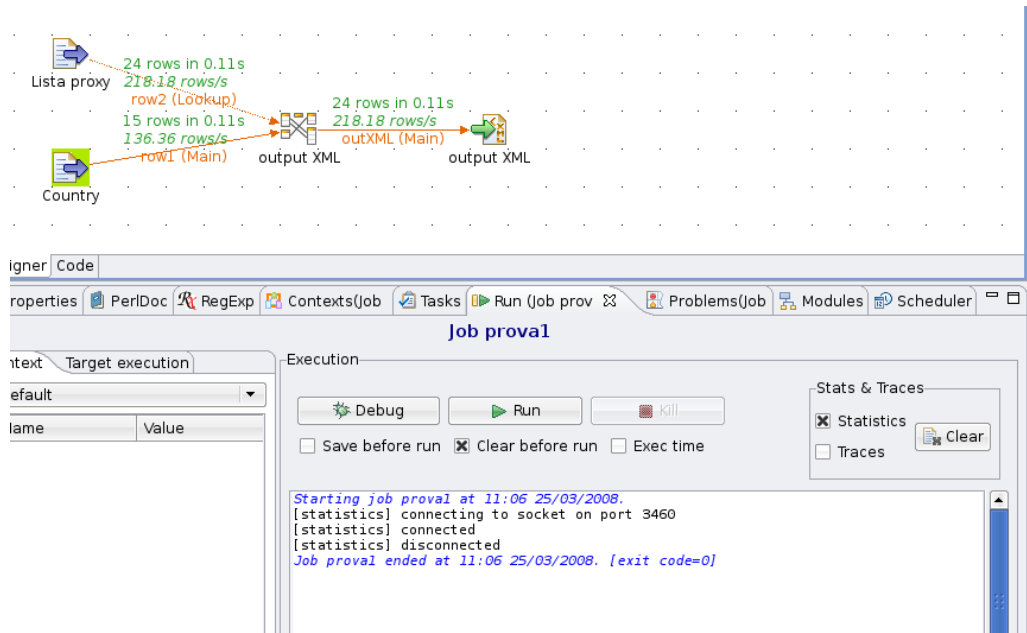 24 rows in 0.11s
Lista proxy 218.18 rows/s
row2 (Lookup)
24 rows in 0.11s
15 rows in 0.11s
218.18 rows/s
136.36 rows/s
outXML (Main)
row1 (Main)
output XML
output XML
Country
igner Code
roperties PerlDoc RegExp Contexts(Job Tasks Run (Job prov Problems(Job Modules Scheduler
Job prova1
ntext Target execution
Execution
efault
Stats & Traces
Debug Run Kill
Statistics
Name Value
Clear
Save before run Clear before run Exec time
Traces
Starting job prova1 at 11:06 25/03/2008.
[statistics] connecting to socket on port 3460
[statistics] connected
[statistics] disconnected
Job prova1 ended at 11:06 25/03/2008. [exit code=0]